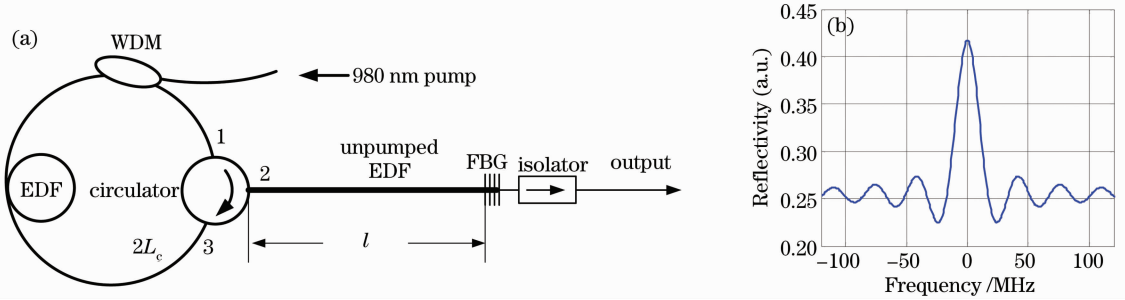 (a)
WDM
980 nm pump
1
unpumped
EDF
FBG
isolator
output
2
EDF
circulator
l
2Lc
3
(b)
0.45
0.40
0.35
0.30
0.25
0.20
Reflectivity (a.u.)
−100
−50
0
50
100
Frequency /MHz